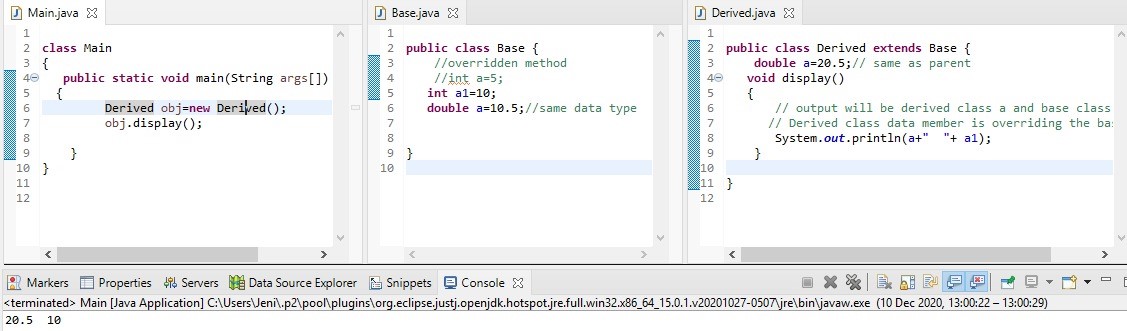 Main.java
1
2 class Main
3 {
4 public static void main(String args[])
5 {
6 Derived obj=new Derived();
7 obj.display();
8
9 }
10 }
11
12
Base.java
1
2 public class Base {
3 //overridden method
4 //int a=5;
5 int a1=10;
6 double a=10.5;//same data type
7
8
9 }
10
Derived.java
1
2 public class Derived extends Base {
3 double a=20.5;// same as parent
4 void display()
5 {
6 // output will be derived class a and base class
7 // Derived class data member is overriding the ba
8 System.out.println(a+"  "+ a1);
9 }
10
11 }
12
Markers Properties Servers Data Source Explorer Snippets Console
<terminated> Main [Java Application] C:\Users\Jeni\.p2\pool\plugins\org.eclipse.justj.openjdk.hotspot.jre.full.win32.x86_64_15.0.1.v20201027-0507\jre\bin\javaw.exe (10 Dec 2020, 13:00:22 – 13:00:29)
20.5  10